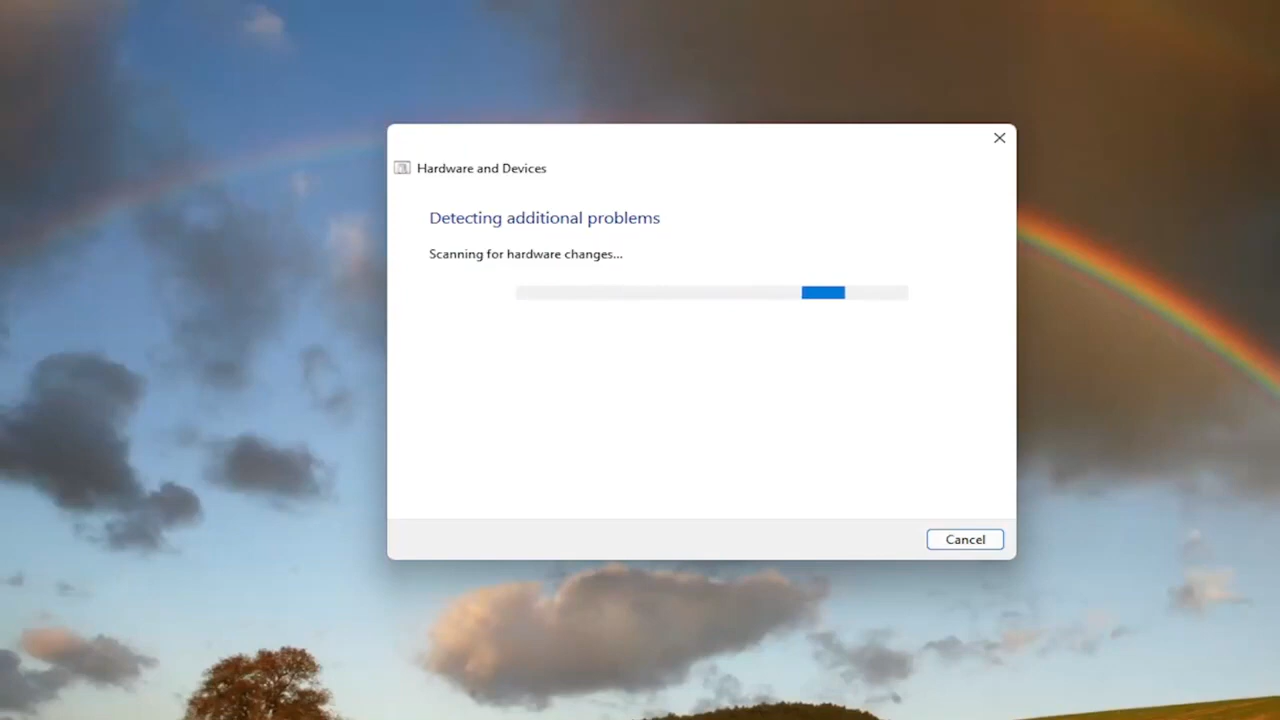 Hardware and Devices
Detecting additional problems
Scanning for hardware changes...
Cancel